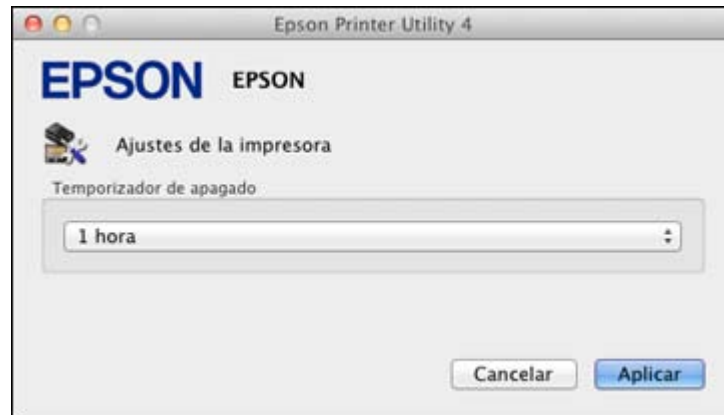 Epson Printer Utility 4
EPSON EPSON
Ajustes de la impresora
Temporizador de apagado
1 hora
Cancelar Aplicar